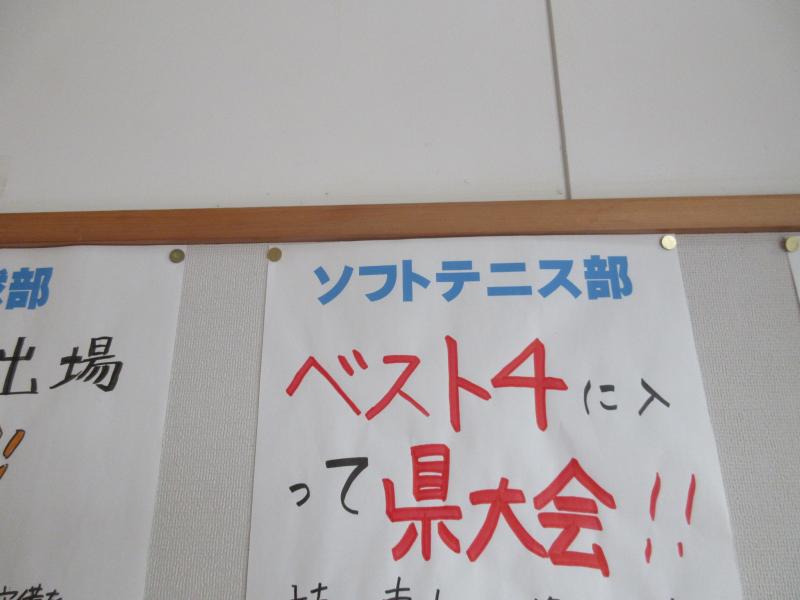 部
出場
!!
ソフトテニス部
ベスト4に入
って県大会!!